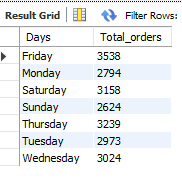 Result Grid Filter Rows:
Days Total_orders
Friday 3538
Monday 2794
Saturday 3158
Sunday 2624
Thursday 3239
Tuesday 2973
Wednesday 3024